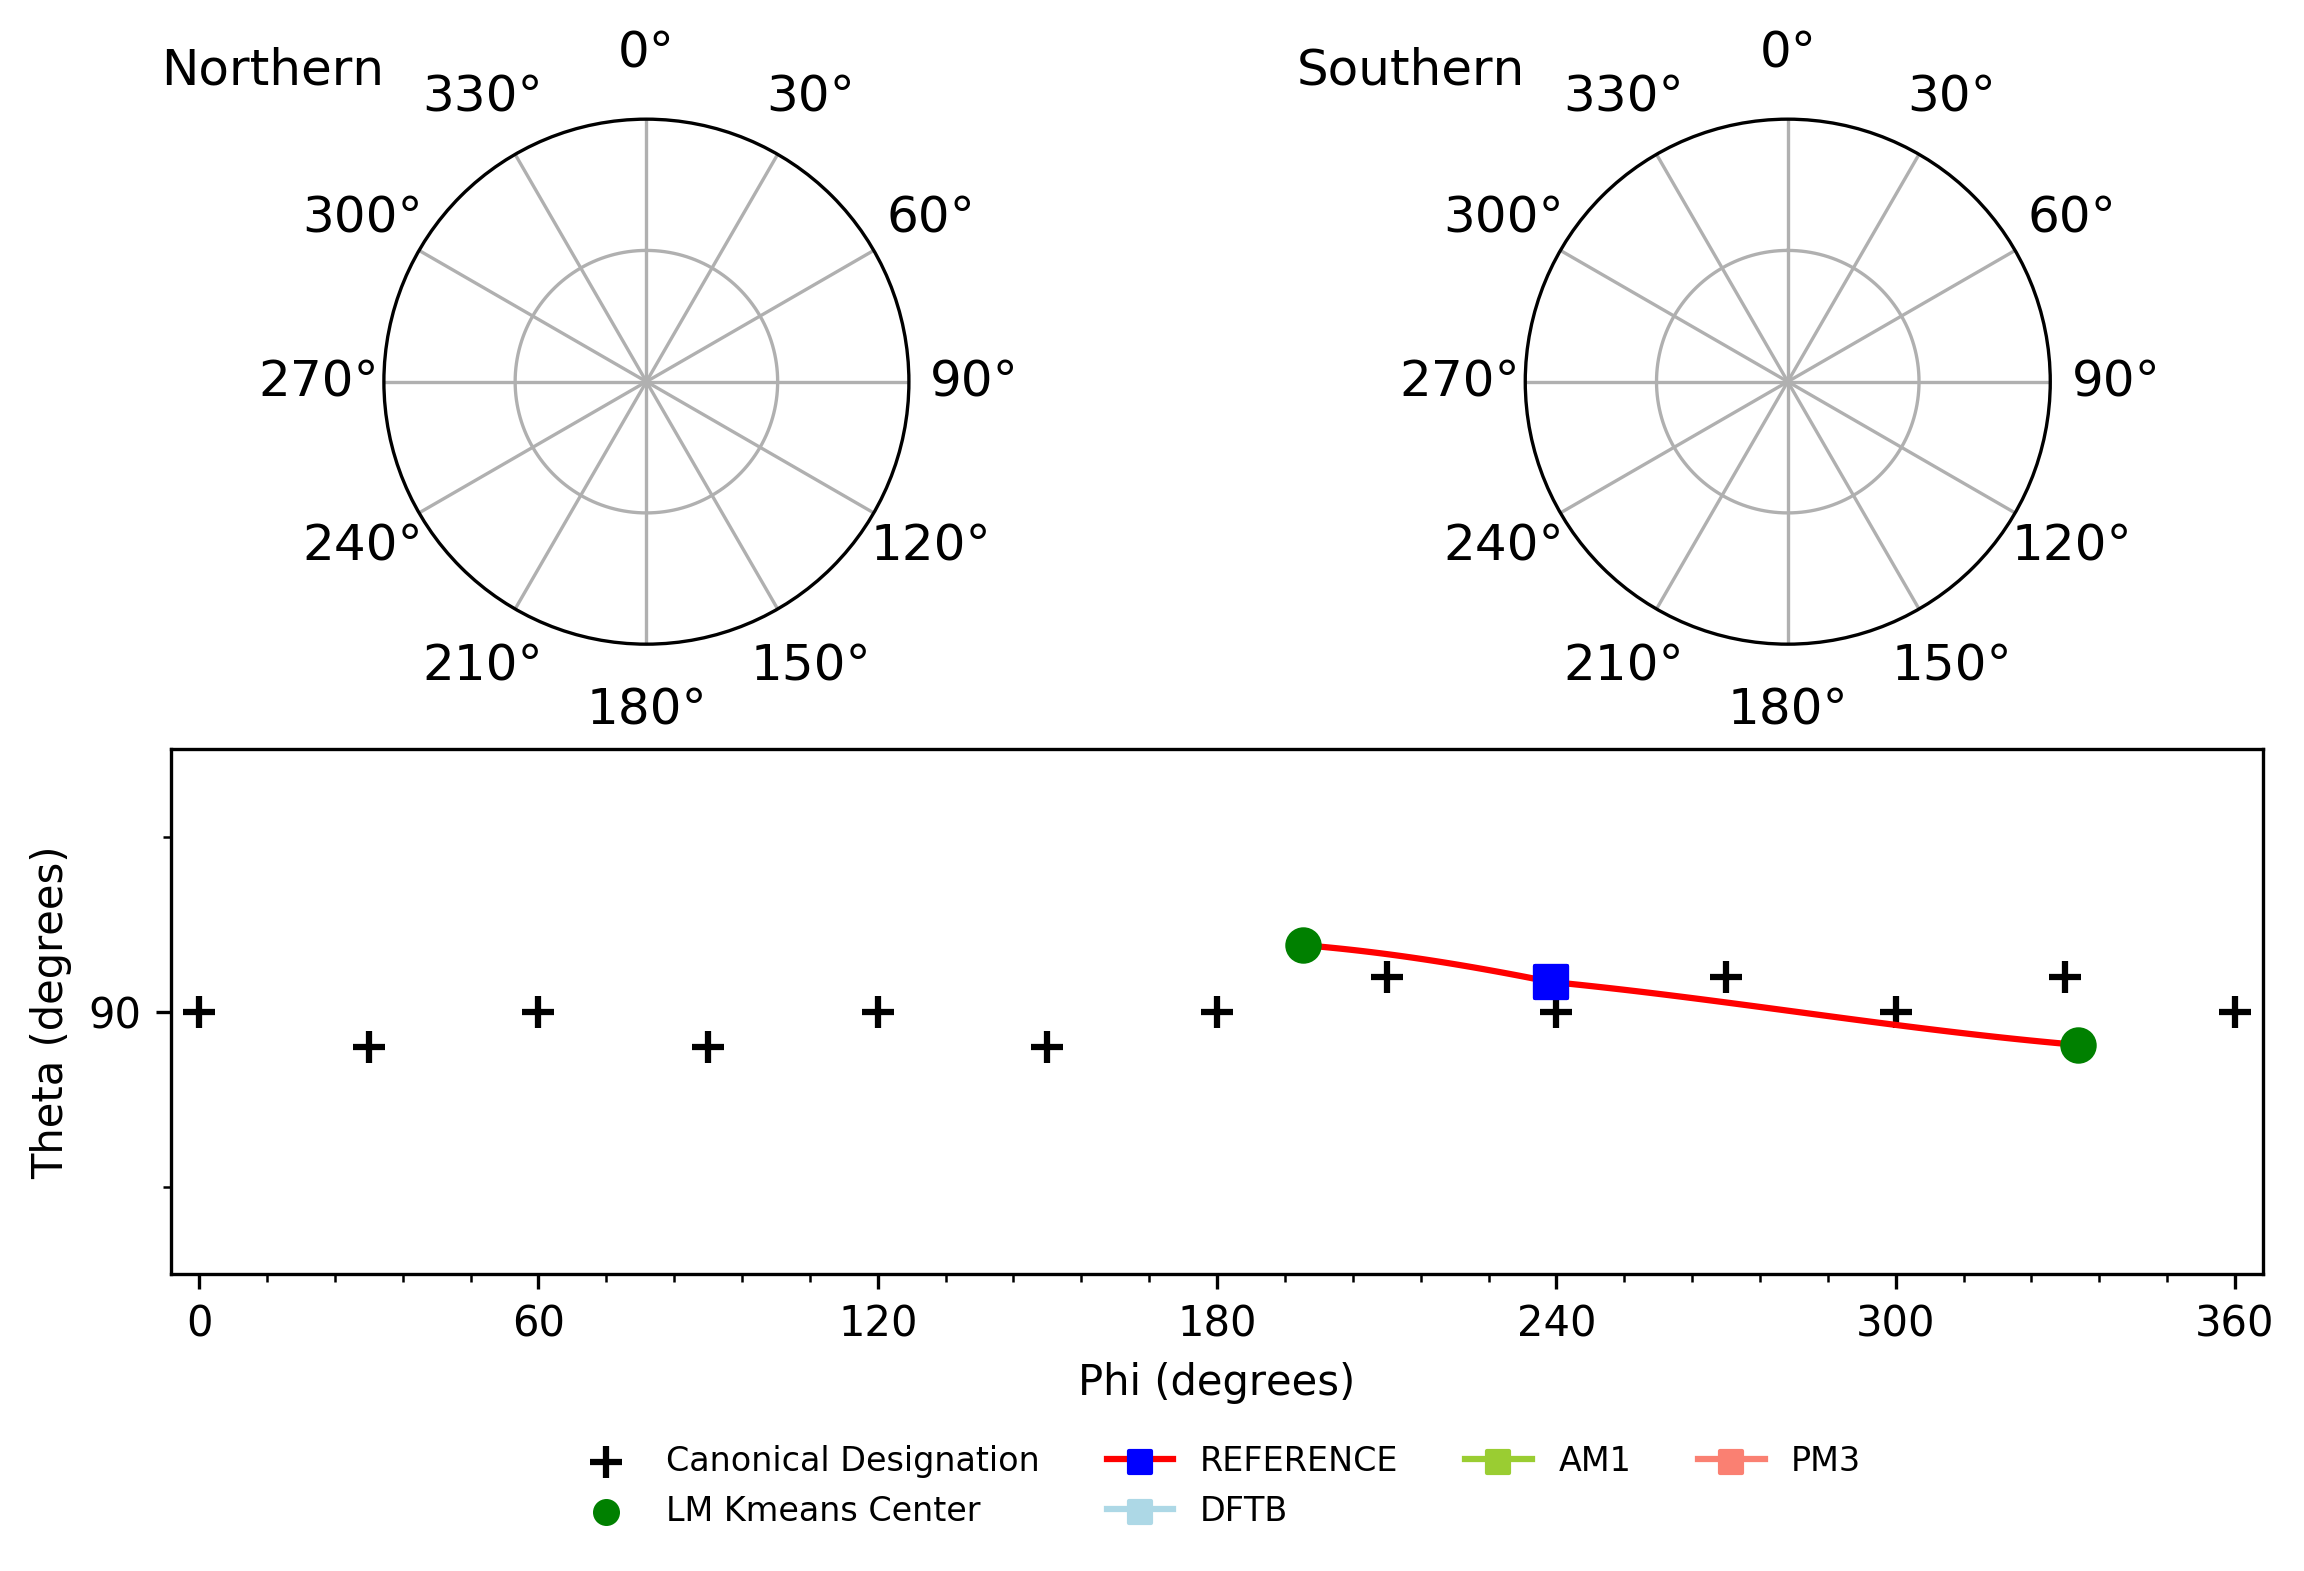 Northern
0°
30°
60°
90°
120°
150°
180°
210°
240°
270°
300°
330°
Southern
0°
30°
60°
90°
120°
150°
180°
210°
240°
270°
300°
330°
Theta (degrees)
90
0 60 120 180 240 300 360
Phi (degrees)
Canonical Designation
LM Kmeans Center
REFERENCE
DFTB
AM1
PM3